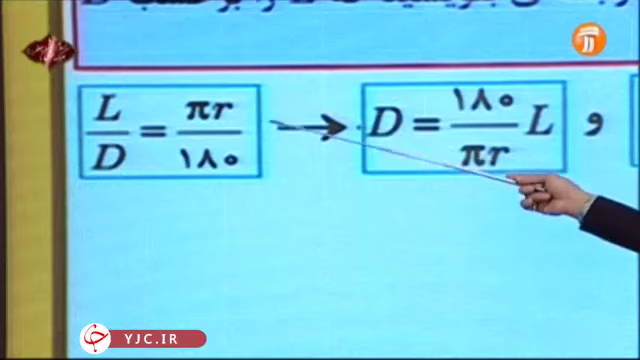 L/D = πr/۱۸۰ → D = ۱۸۰/πr L و
YJC.IR